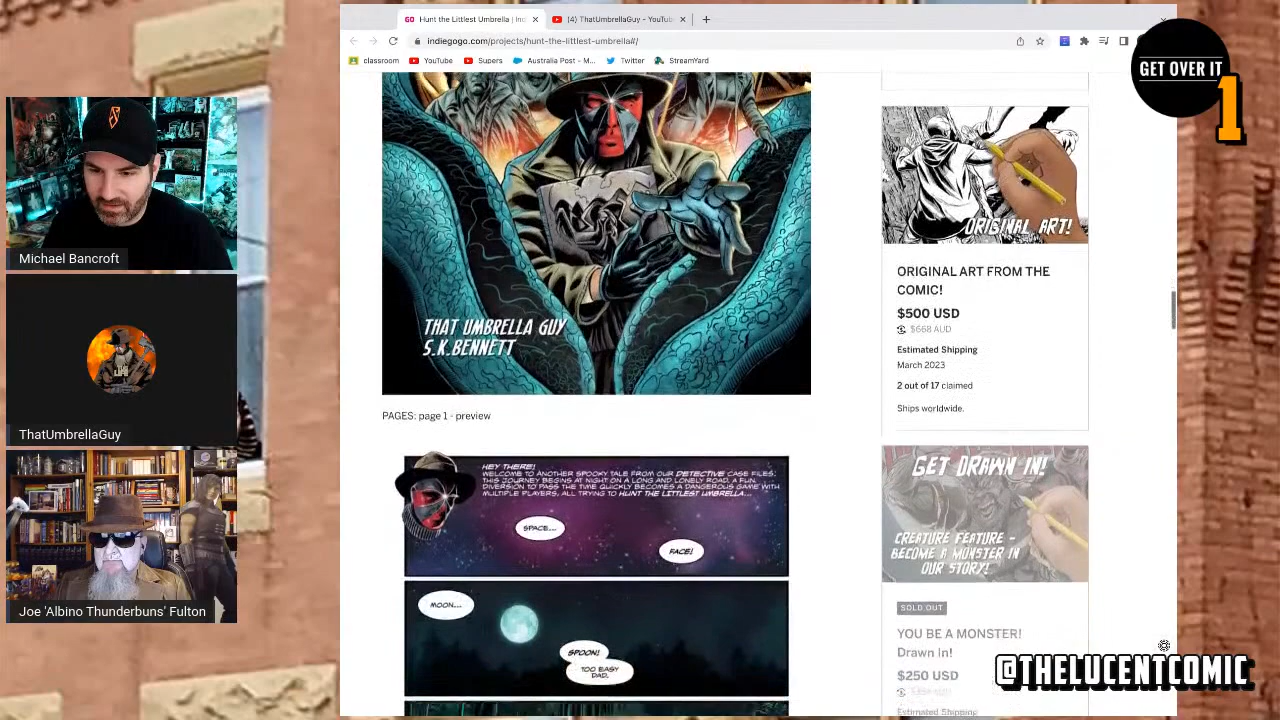 GO Hunt the Littlest Umbrella | Ind
(4) ThatUmbrellaGuy - YouTub
indiegogo.com/projects/hunt-the-littlest-umbrella#/
classroom
YouTube
Supers
Australia Post - M...
Twitter
StreamYard
GET OVER IT
1
Michael Bancroft
ThatUmbrellaGuy
Joe 'Albino Thunderbuns' Fulton
THAT UMBRELLA GUY
S.K.BENNETT
PAGES: page 1 - preview
HEY THERE!
WELCOME TO ANOTHER SPOOKY TALE FROM OUR DETECTIVE CASE FILES.
THIS JOURNEY BEGINS AT NIGHT ON A LONG AND LONELY ROAD. A FUN
DIVERSION TO PASS THE TIME QUICKLY BECOMES A DANGEROUS GAME WITH
MULTIPLE PLAYERS, ALL TRYING TO HUNT THE LITTLEST UMBRELLA...
SPACE...
FACE!
MOON...
SPOON!
TOO EASY
DAD.
ORIGINAL ART!
ORIGINAL ART FROM THE
COMIC!
$500 USD
$668 AUD
Estimated Shipping
March 2023
2 out of 17 claimed
Ships worldwide.
GET DRAWN IN!
CREATURE FEATURE -
BECOME A MONSTER IN
OUR STORY!
SOLD OUT
YOU BE A MONSTER!
Drawn In!
$250 USD
Estimated Shipping
@THELUCENTCOMIC